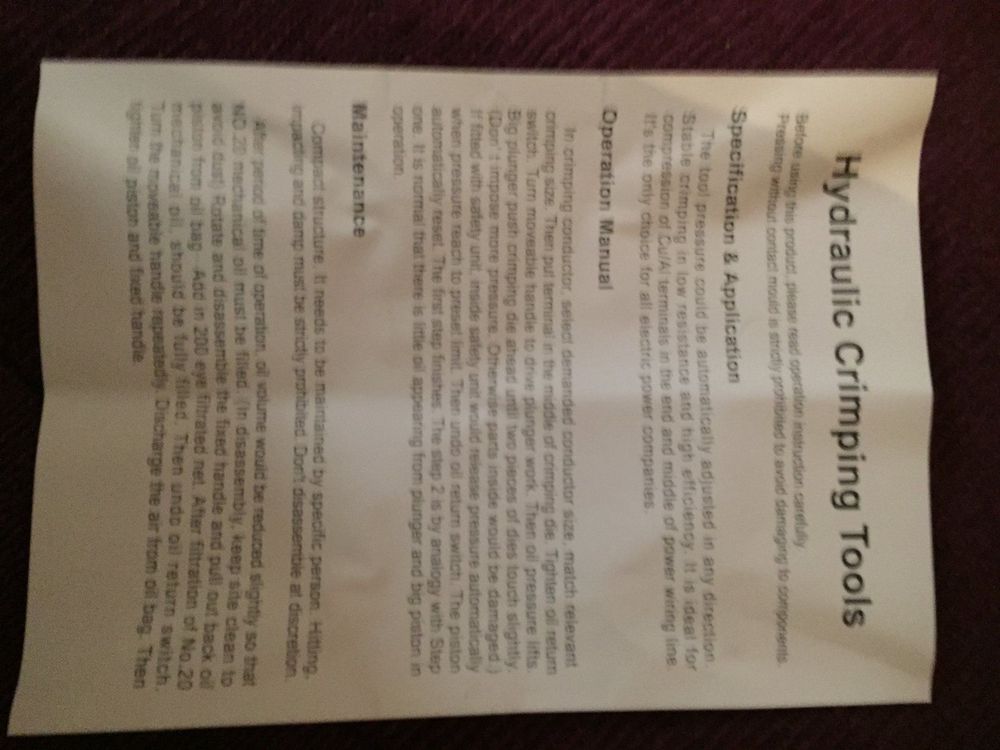 Hydraulic Crimping Tools
Before using this product, please read operation instruction carefully
Pressing without contact mould is strictly prohibited to avoid damaging to components.
Specification & Application
The tool pressure could be automatically adjusted in any direction.
Stable crimping in low resistance and high efficiency. It is ideal for
compression of Cu/Al terminals in the end and middle of power wiring line.
It's the only choice for all electric power companies.
Operation Manual
In crimping conductor, select demanded conductor size, match relevant
crimping size. Then put terminal in the middle of crimping die. Tighten oil return
switch. Turn moveable handle to drive plunger work. Then oil pressure lifts.
Big plunger push crimping die ahead until two pieces of dies touch slightly.
(Don't impose more pressure. Otherwise parts inside would be damaged.)
If fitted with safety unit, inside safety unit would release pressure automatically
when pressure reach to preset limit. Then undo oil return switch. The piston
automatically reset. The first step finishes. The step 2 is by analogy with Step
one. It is normal that there is little oil appearing from plunger and big piston in
operation.
Maintenance
Compact structure. It needs to be maintained by specific person. Hitting,
impacting and damp must be strictly prohibited. Don't disassemble at discretion.
After period of time of operation, oil volume would be reduced slightly so that
NO.20 mechanical oil must be filled. (in disassembly, keep site clean to
avoid dust) Rotate and disassemble the fixed handle and pull out back oil
piston from oil bag. Add in 200 eye filtrated net. After filtration of No.20
mechanical oil, should be fully filled. Then undo oil return switch.
Turn the moveable handle repeatedly. Discharge the air from oil bag. Then
tighten oil piston and fixed handle.